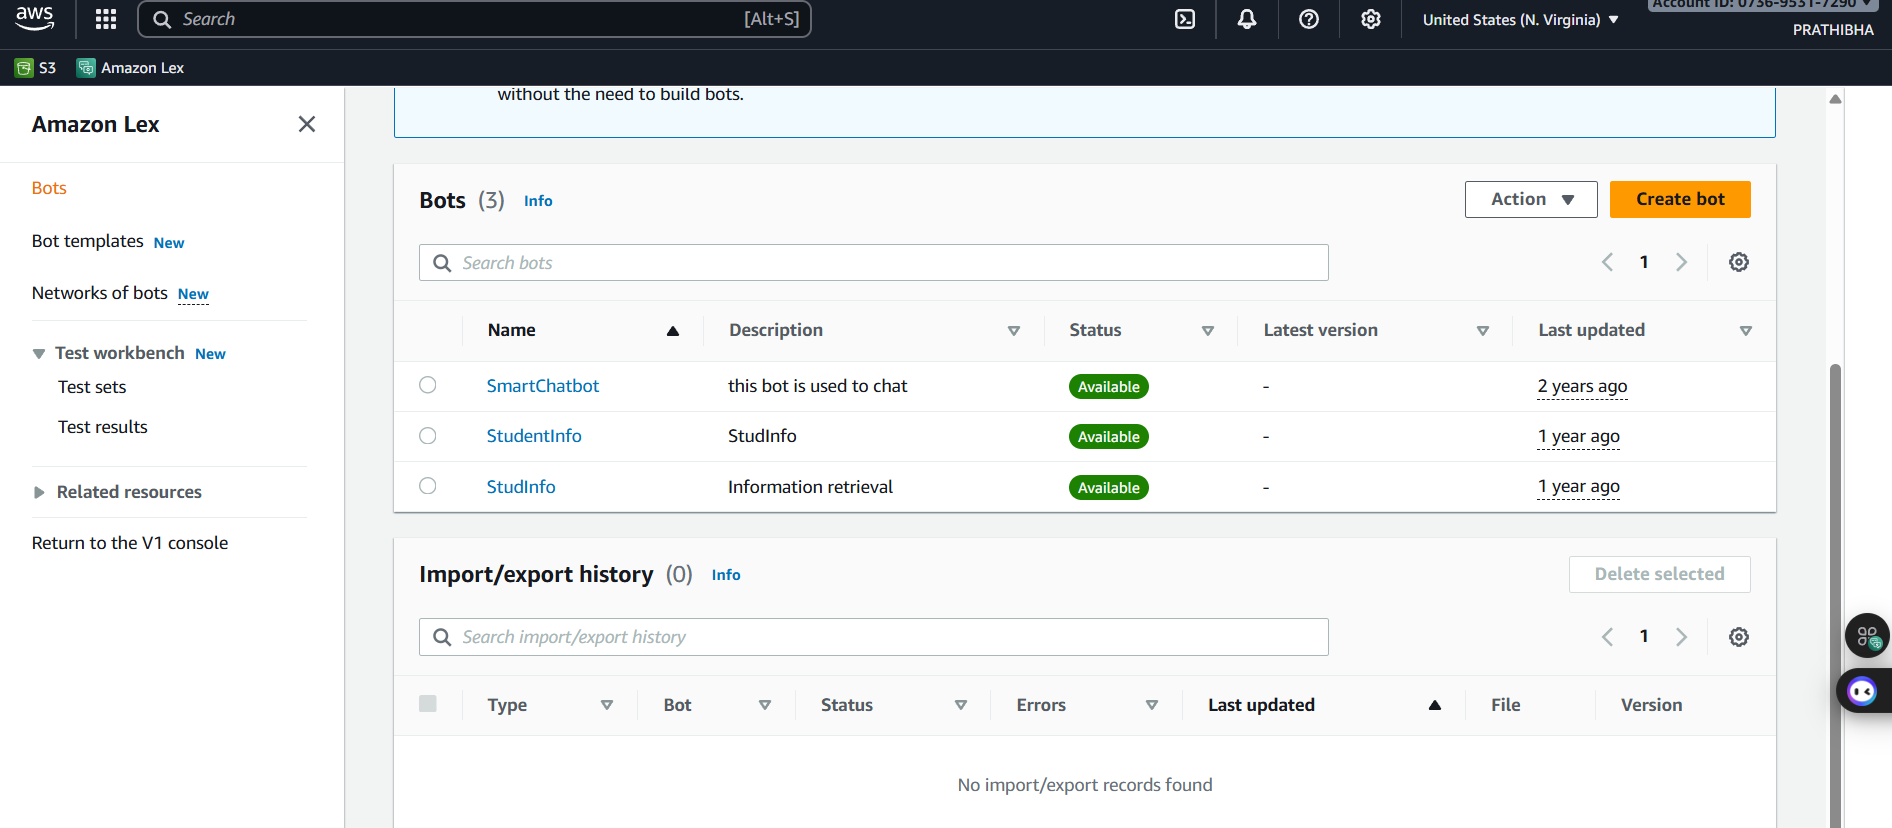 aws
Search [Alt+S]
United States (N. Virginia)
Account ID: 0736-9531-7290
PRATHIBHA
S3
Amazon Lex
without the need to build bots.
Amazon Lex
Bots
Bot templates New
Networks of bots New
Test workbench New
Test sets
Test results
Related resources
Return to the V1 console
Bots (3) Info
Action
Create bot
Search bots
1
Name Description Status Latest version Last updated
SmartChatbot this bot is used to chat Available - 2 years ago
StudentInfo StudInfo Available - 1 year ago
StudInfo Information retrieval Available - 1 year ago
Import/export history (0) Info
Delete selected
Search import/export history
1
Type Bot Status Errors Last updated File Version
No import/export records found